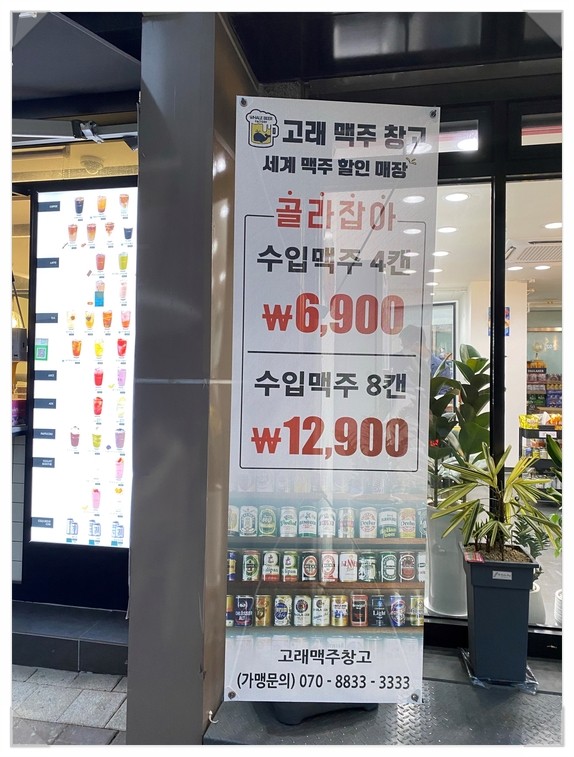 WHALE BEER
고래 맥주 창고
세계 맥주 할인 매장
골라잡아
수입맥주 4캔
₩6,900
수입맥주 8캔
₩12,900
고래맥주창고
(가맹문의) 070 - 8833 - 3333